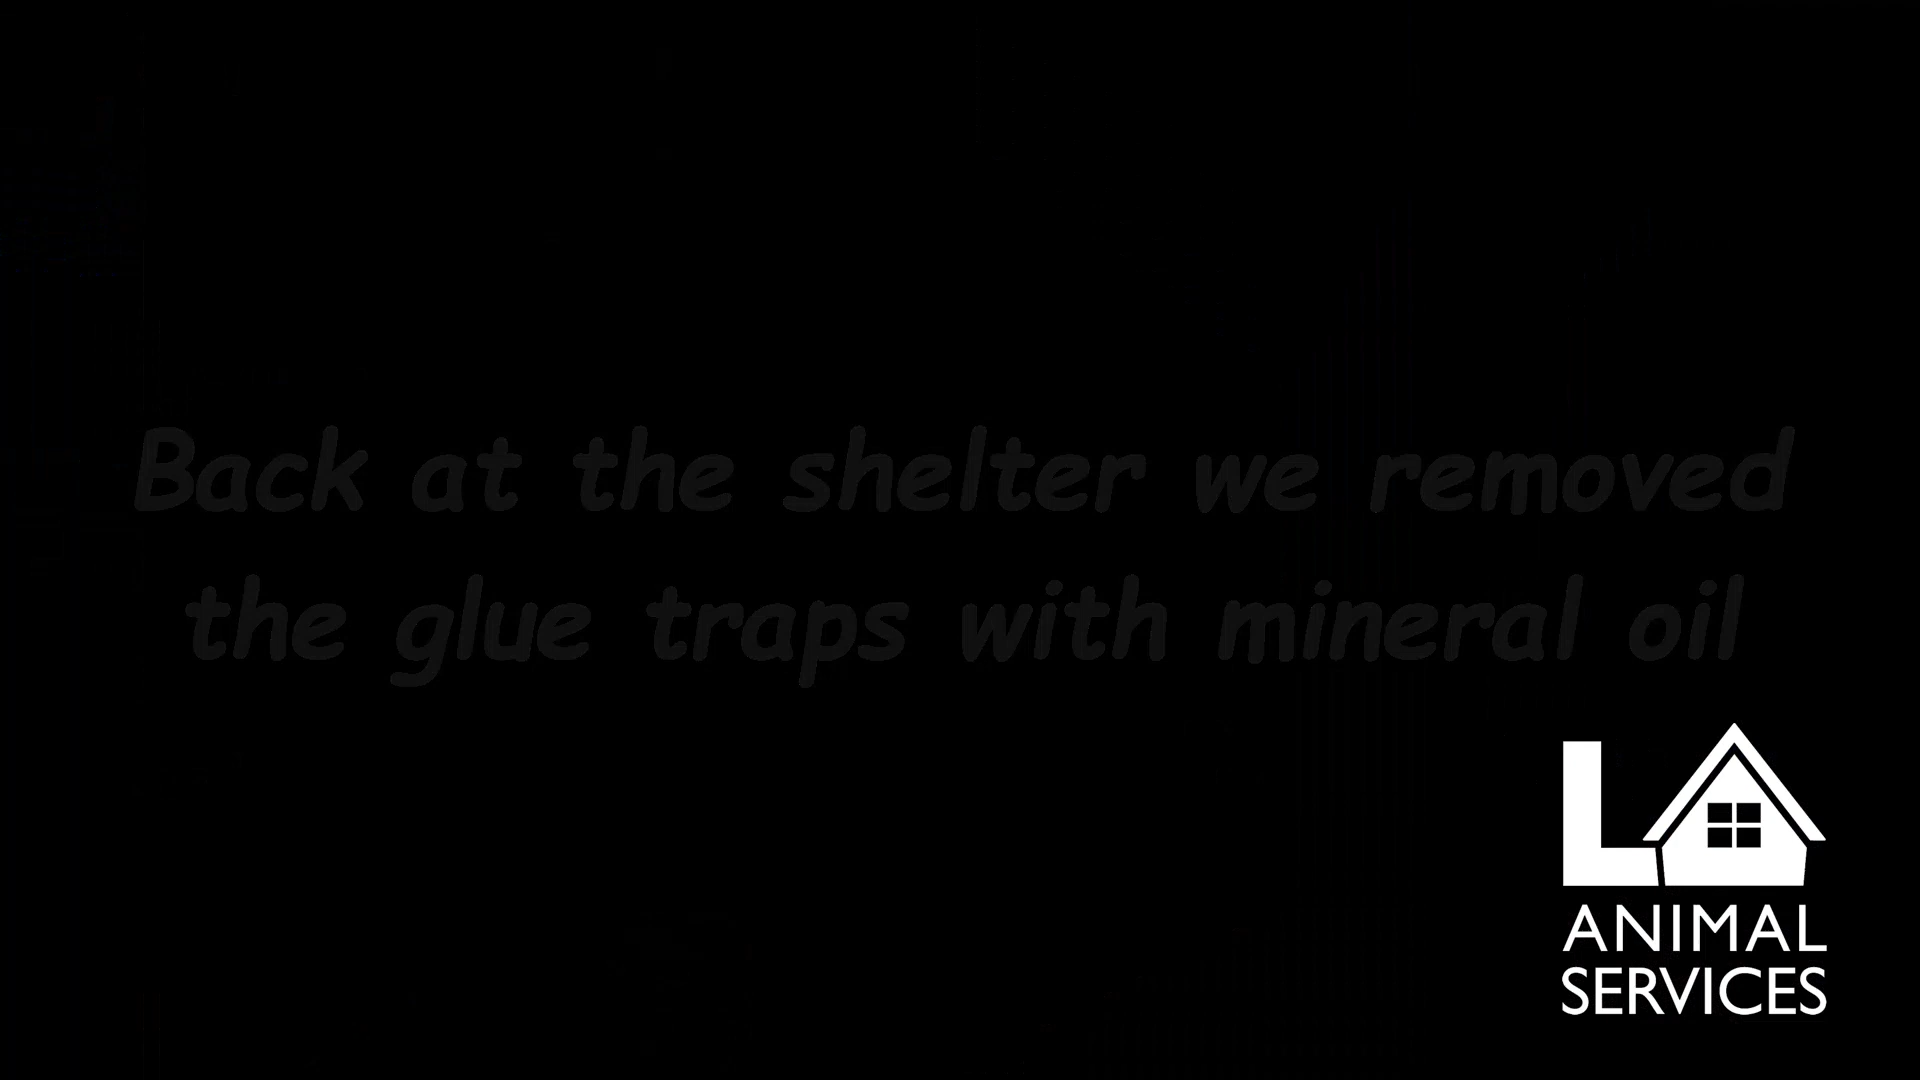 Back at the shelter we removed
the glue traps with mineral oil
LA
ANIMAL
SERVICES